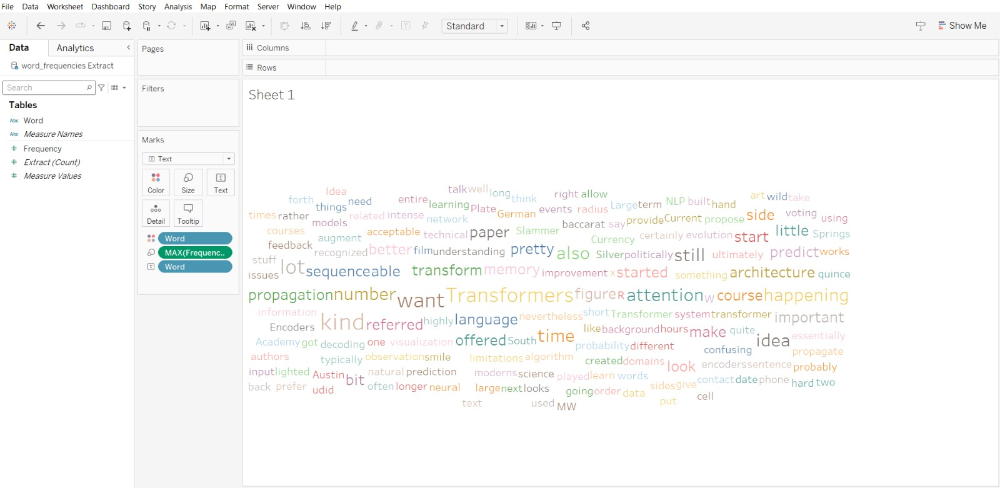 File Data Worksheet Dashboard Story Analysis Map Format Server Window Help
Standard
Show Me
Data Analytics
word_frequencies Extract
Search
Tables
Abc Word
Abc Measure Names
# Frequency
# Extract (Count)
# Measure Values
Pages
Filters
Marks
Text
Color Size Text
Detail Tooltip
Word
MAX(Frequenc..
Word
Columns
Rows
Sheet 1
Idea talk well long right allow art wild take
forth things need entire learning Plate think events radius Large term NLP built hand
times rather models related intense network German baccarat say provide Current propose side voting using
courses augment acceptable technical paper Slammer Currency certainly evolution start little Springs
feedback recognized better film understanding pretty also Silver politically still ultimately predict works
stuff issues lot sequenceable transform memory improvement x started something architecture quince
propagation number want Transformers figure R attention W course happening
information Encoders kind referred highly language nevertheless short Transformer system transformer important
Academy got decoding one visualization offered South time like background hours make quite idea essentially
authors typically observation smile limitations algorithm probability different confusing propagate
input lighted Austin bit natural prediction moderns science created domains look encoders sentence probably
played learn words contact date phone
back prefer udid often longer neural large next looks going order data sides give hard two
text used MW put cell